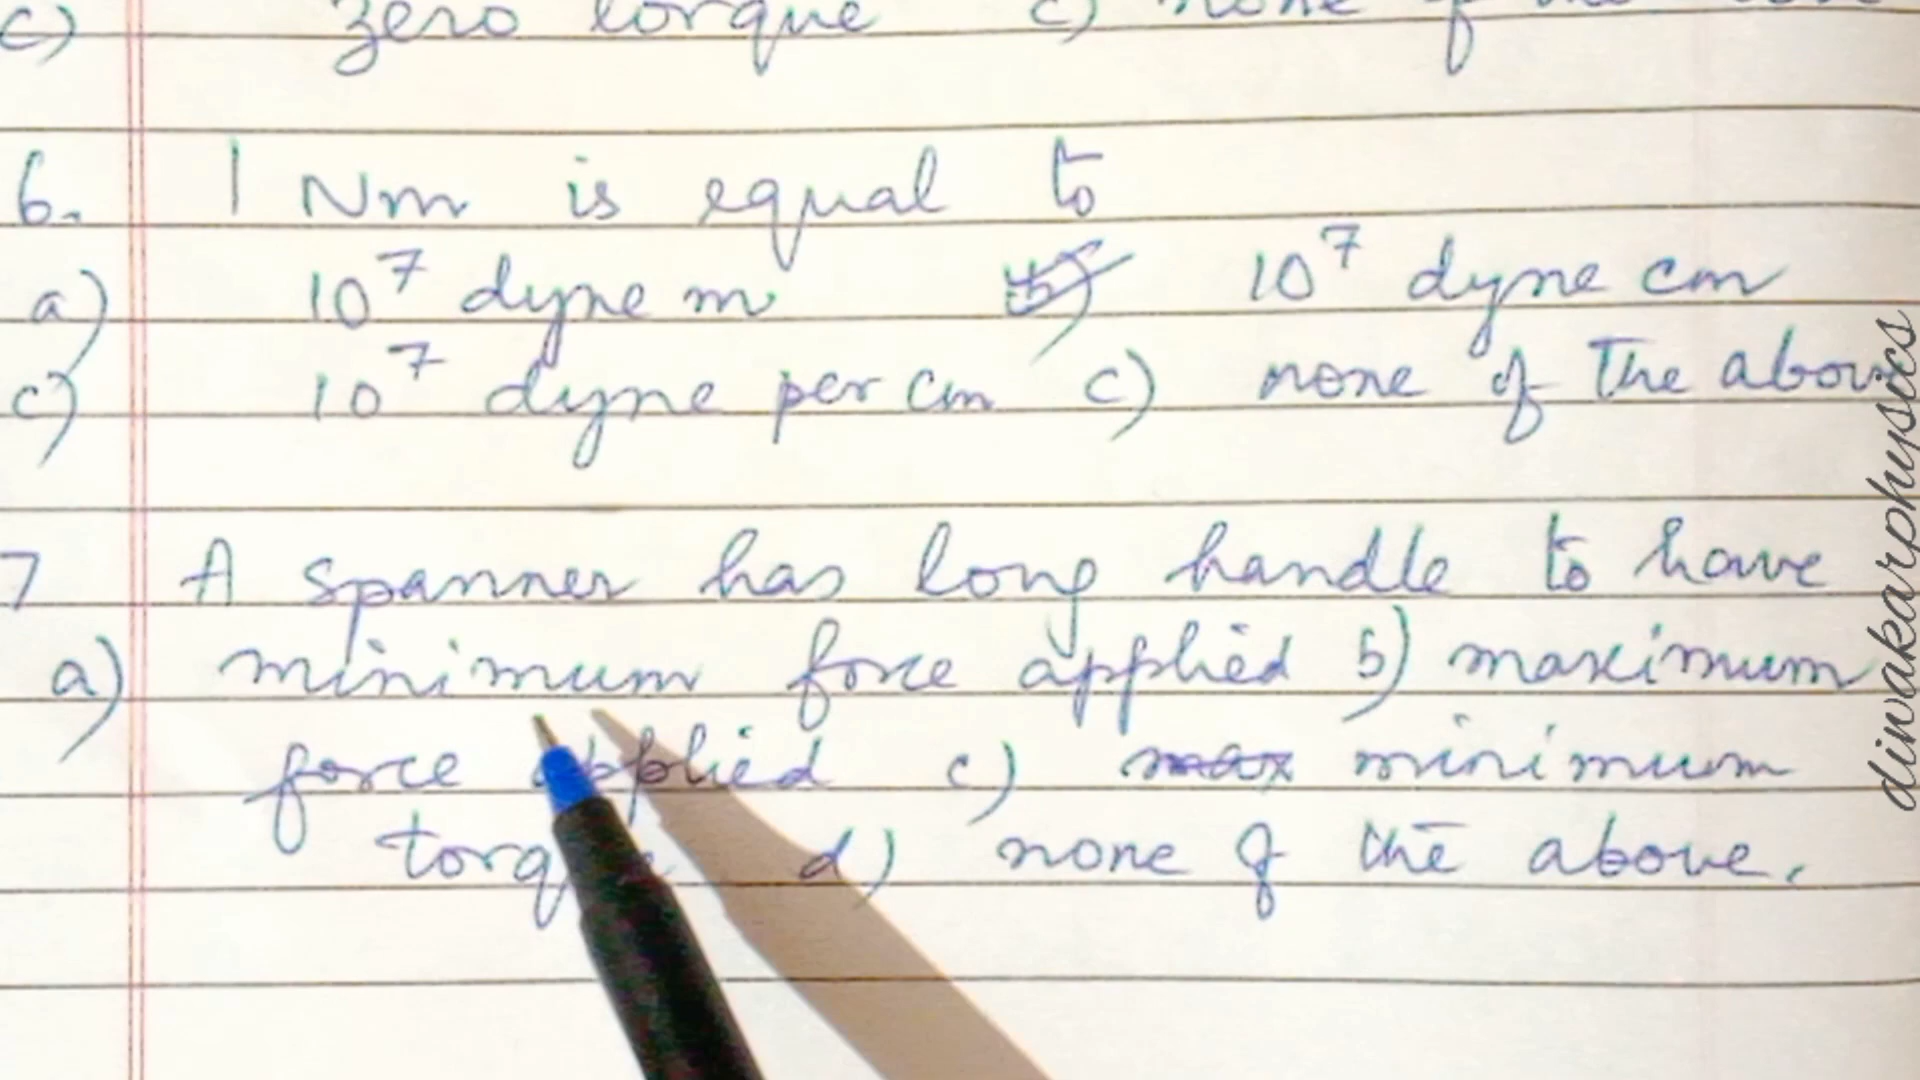 c) zero torque c) none of the
6. 1 Nm is equal to
a) 10⁷ dyne m b) 10⁷ dyne cm
c) 10⁷ dyne per cm c) none of the above
7 A spanner has long handle to have
a) minimum force applied b) maximum
force applied c) max minimum
torque d) none of the above.
diwakarphysics